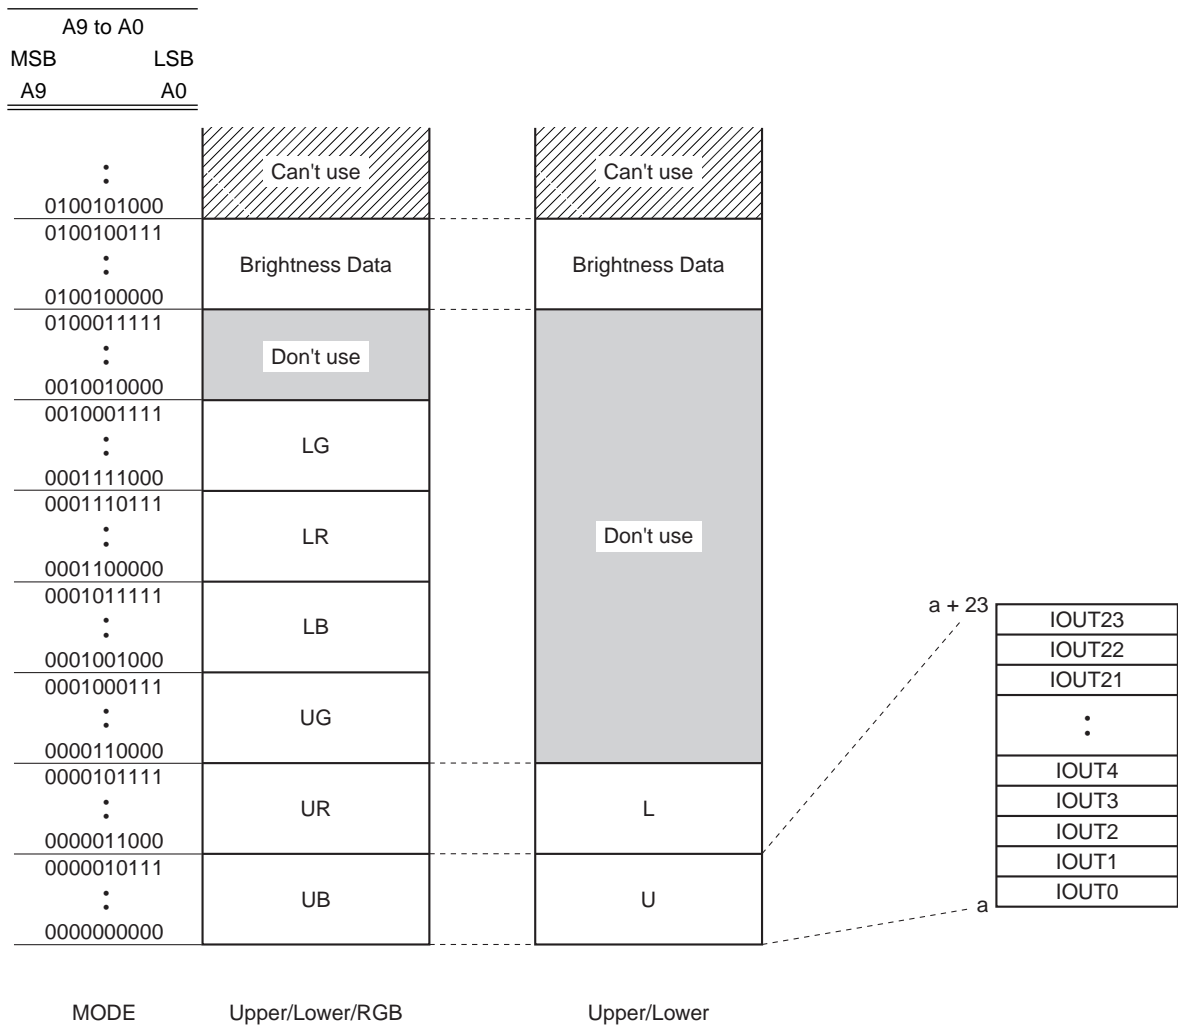 A9 to A0
MSB LSB
A9 A0
⋮
0100101000
Can't use
Can't use
0100100111
⋮
0100100000
Brightness Data
Brightness Data
0100011111
⋮
0010010000
Don't use
0010001111
⋮
0001111000
LG
0001110111
⋮
0001100000
LR
Don't use
0001011111
⋮
0001001000
LB
0001000111
⋮
0000110000
UG
0000101111
⋮
0000011000
UR
L
0000010111
⋮
0000000000
UB
U
a + 23
IOUT23
IOUT22
IOUT21
⋮
IOUT4
IOUT3
IOUT2
IOUT1
IOUT0
a
MODE Upper/Lower/RGB Upper/Lower